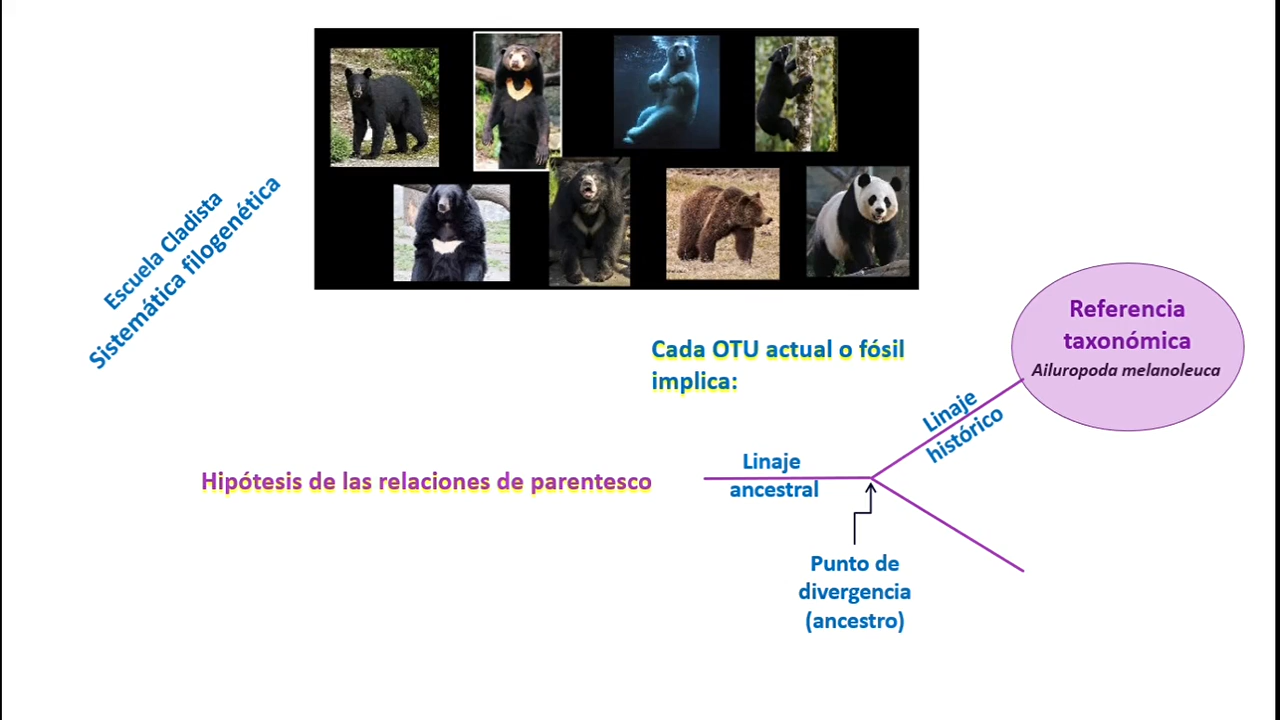 Escuela Cladista
Sistemática filogenética
Referencia
taxonómica
Ailuropoda melanoleuca
Cada OTU actual o fósil
implica:
Linaje
histórico
Hipótesis de las relaciones de parentesco
Linaje
ancestral
Punto de
divergencia
(ancestro)